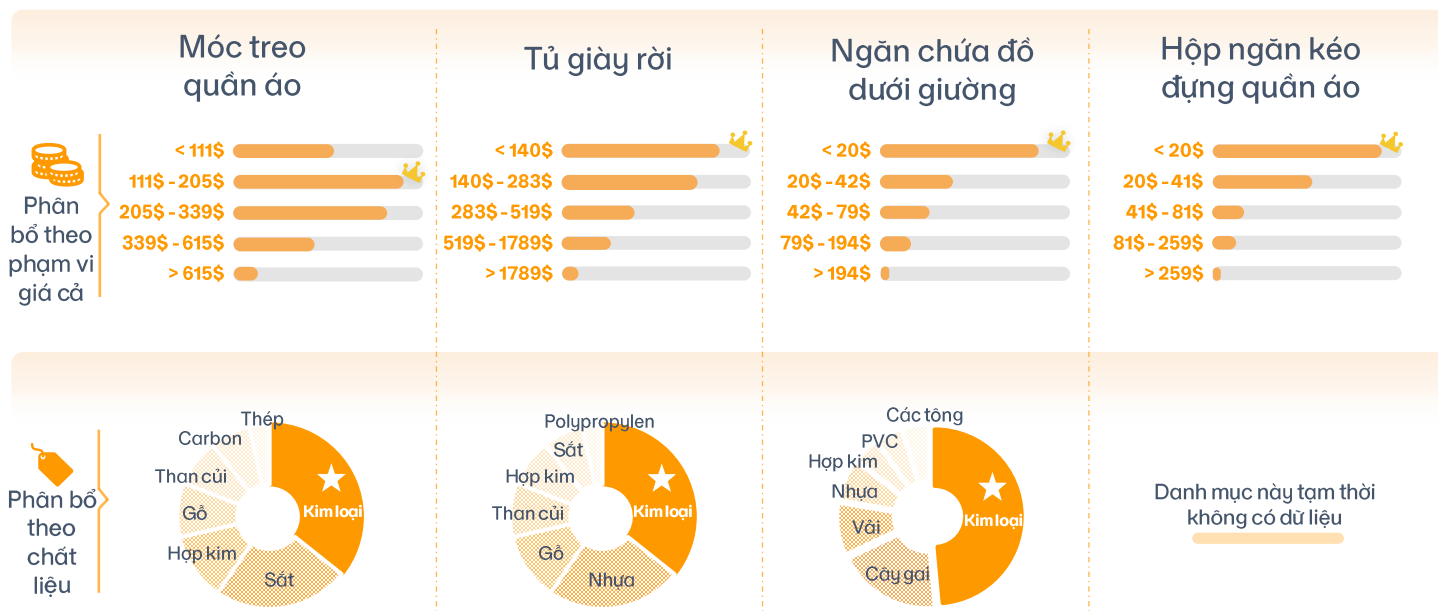 Móc treo
quần áo
Tủ giày rời
Ngăn chứa đồ
dưới giường
Hộp ngăn kéo
đựng quần áo
Phân
bổ theo
phạm vi
giá cả
< 111$
111$ - 205$
205$ - 339$
339$ - 615$
> 615$
< 140$
140$ - 283$
283$ - 519$
519$ - 1789$
> 1789$
< 20$
20$ - 42$
42$ - 79$
79$ - 194$
> 194$
< 20$
20$ - 41$
41$ - 81$
81$ - 259$
> 259$
Phân bổ
theo
chất
liệu
Thép
Carbon
Than củi
Gỗ
Hợp kim
Sắt
Kim loại
Polypropylen
Sắt
Hợp kim
Than củi
Gỗ
Nhựa
Kim loại
Các tông
PVC
Hợp kim
Nhựa
Vải
Cây gai
Kim loại
Danh mục này tạm thời
không có dữ liệu